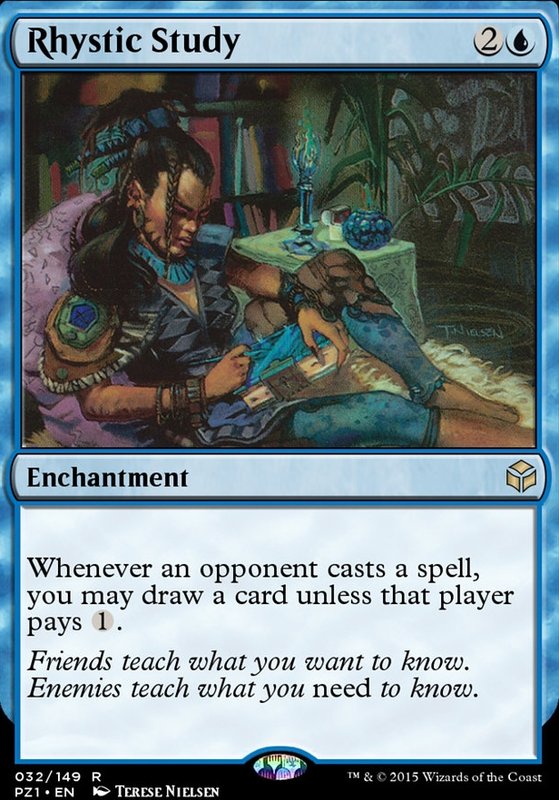 Rhystic Study 2
T.NIELSEN
Enchantment
Whenever an opponent casts a spell,
you may draw a card unless that player
pays 1.
Friends teach what you want to know.
Enemies teach what you need to know.
032/149 R
PZ1 • EN TERESE NIELSEN
™ & © 2015 Wizards of the Coast